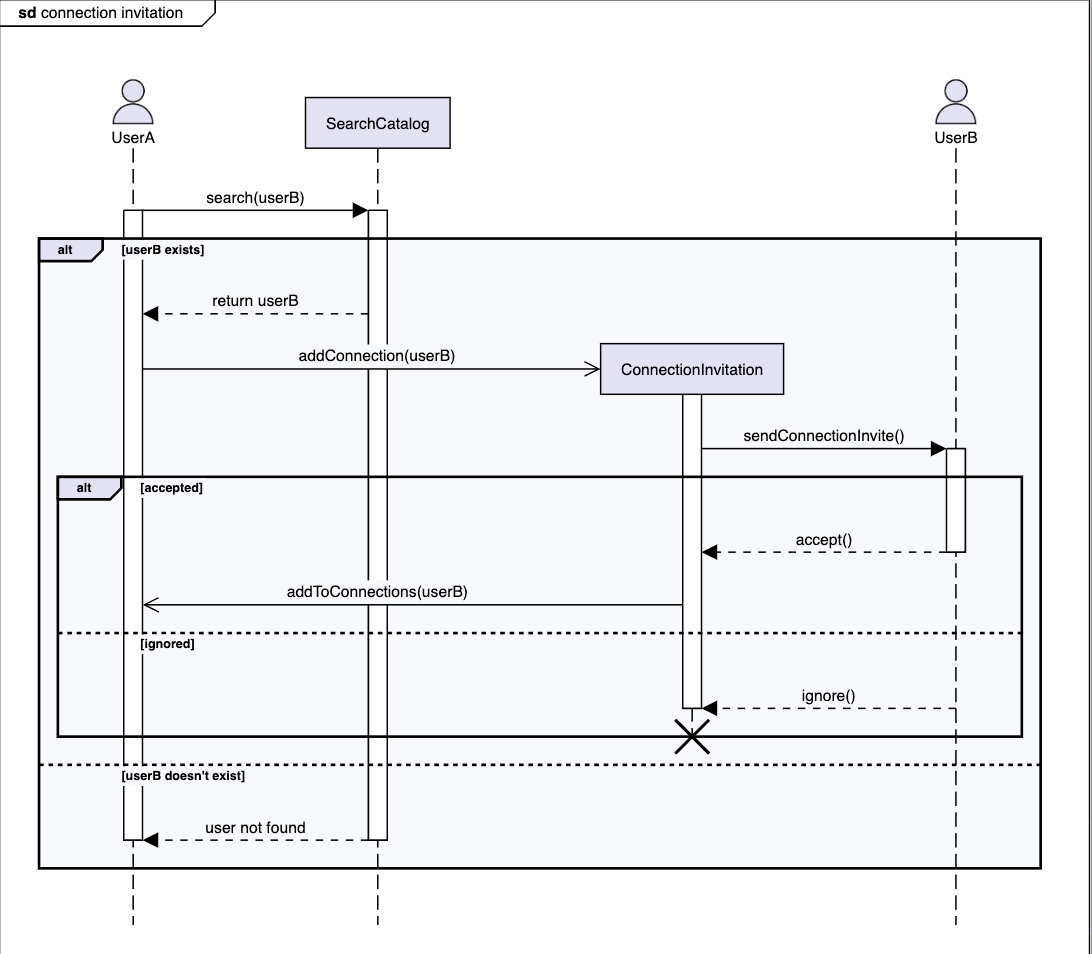 sd connection invitation
UserA
SearchCatalog
UserB
search(userB)
alt
[userB exists]
return userB
addConnection(userB)
ConnectionInvitation
sendConnectionInvite()
alt
[accepted]
accept()
addToConnections(userB)
[ignored]
ignore()
[userB doesn't exist]
user not found